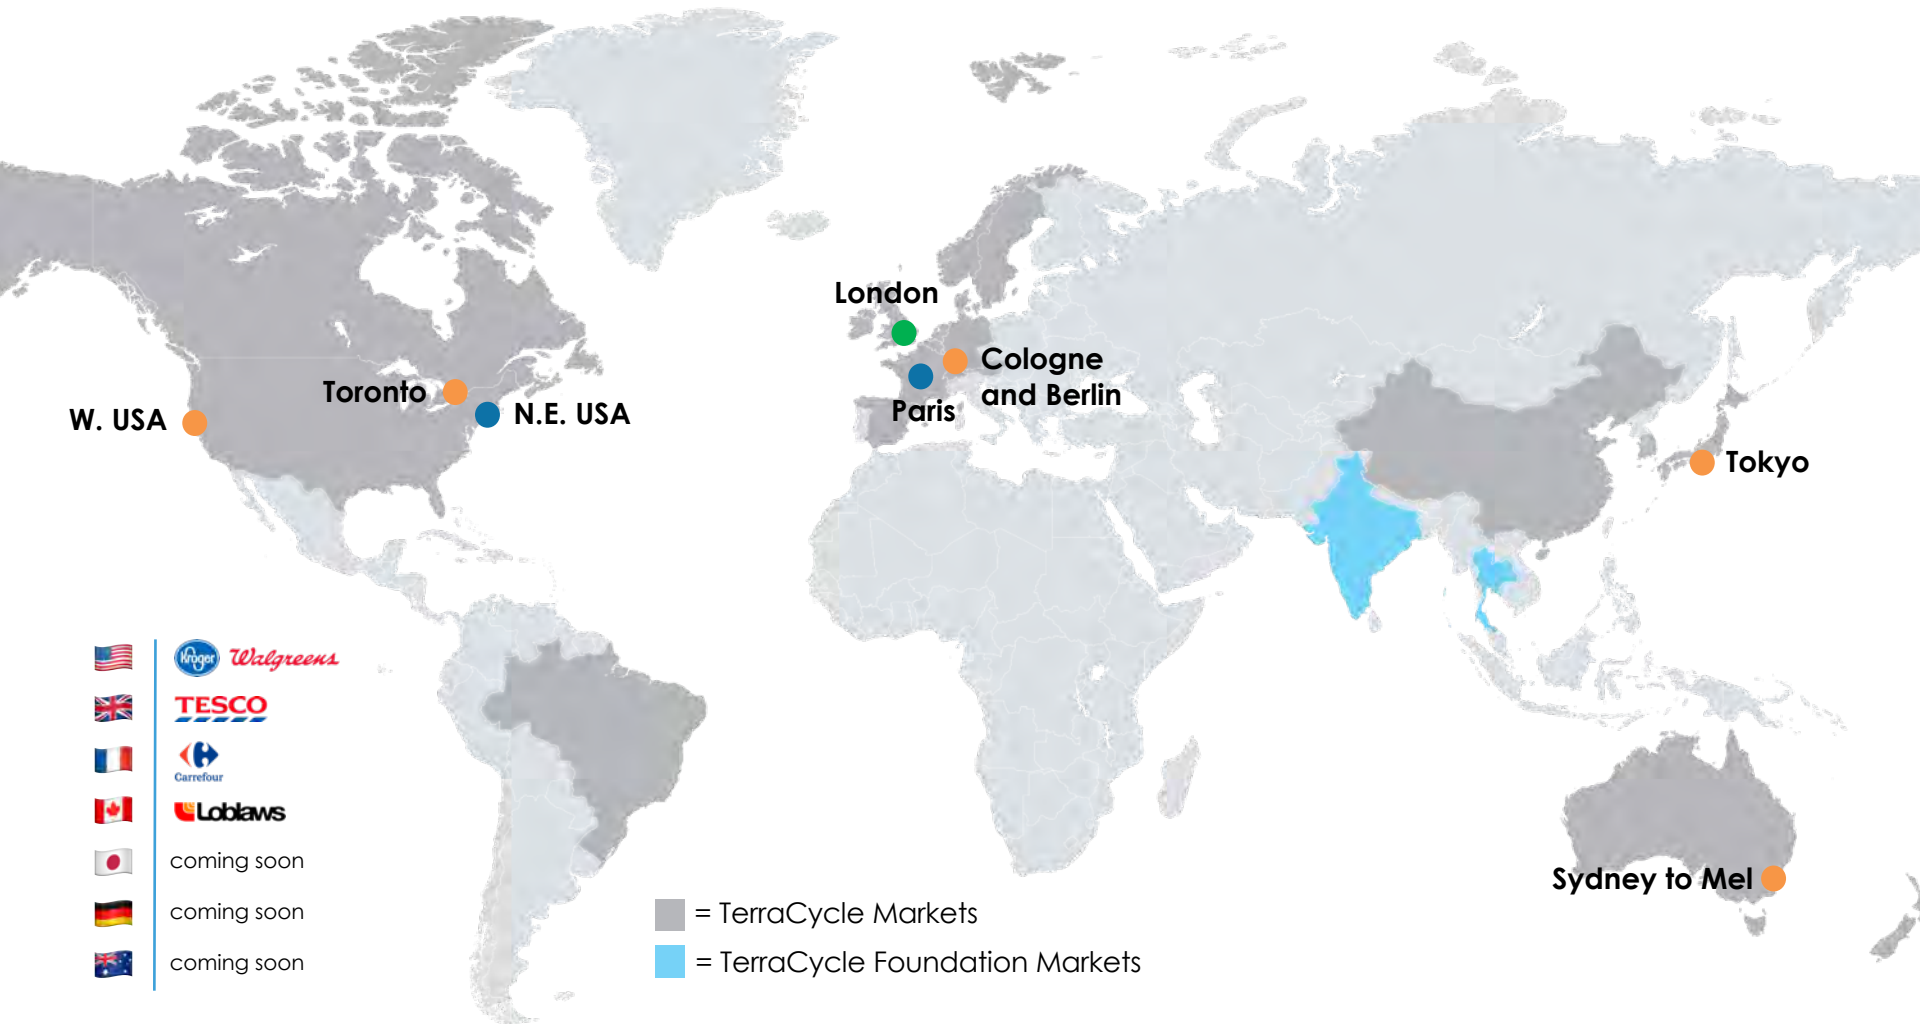 London
Cologne
and Berlin
Paris
Toronto
N.E. USA
W. USA
Tokyo
Kroger Walgreens
TESCO
Carrefour
Loblaws
coming soon
coming soon
coming soon
Sydney to Mel
= TerraCycle Markets
= TerraCycle Foundation Markets